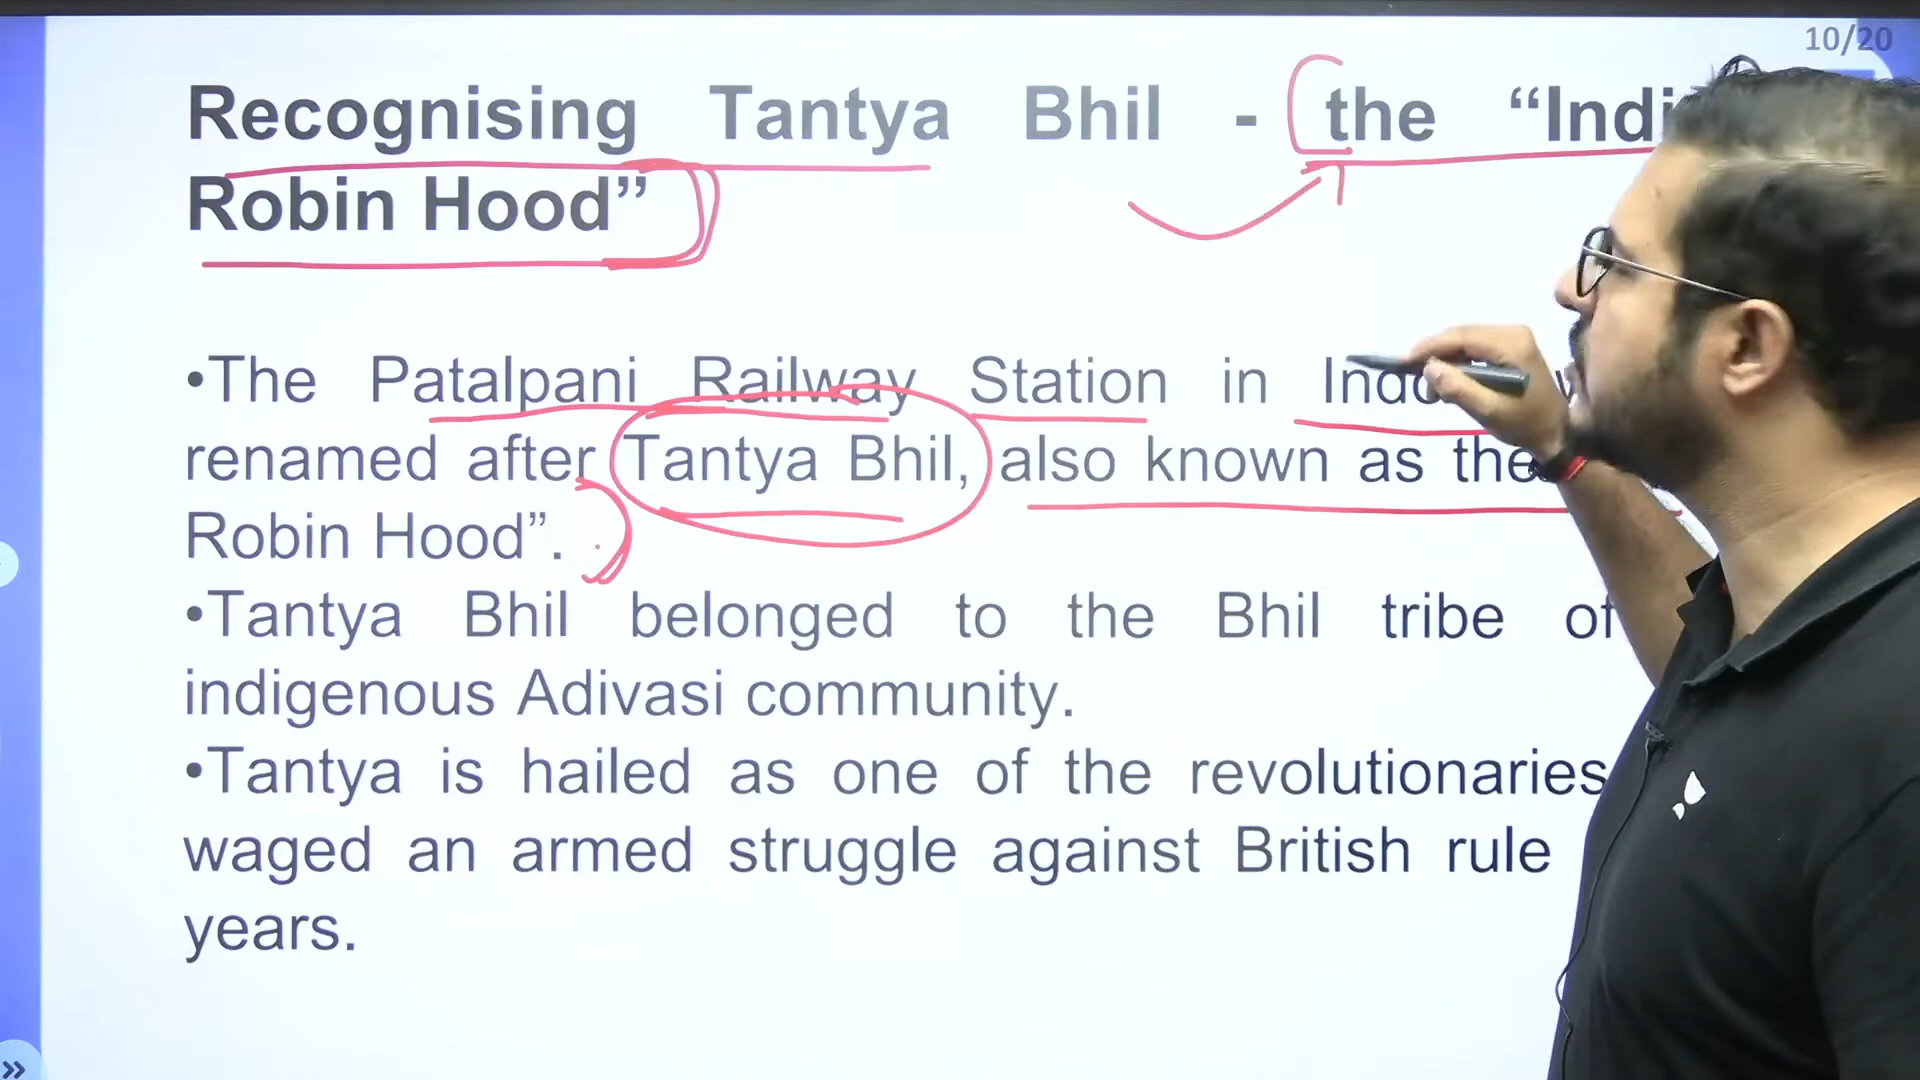 10/20
Recognising Tantya Bhil - the “Indi
Robin Hood”
•The Patalpani Railway Station in
renamed after Tantya Bhil, also known as the
Robin Hood”.
•Tantya Bhil belonged to the Bhil tribe of
indigenous Adivasi community.
•Tantya is hailed as one of the revolutionaries
waged an armed struggle against British rule
years.